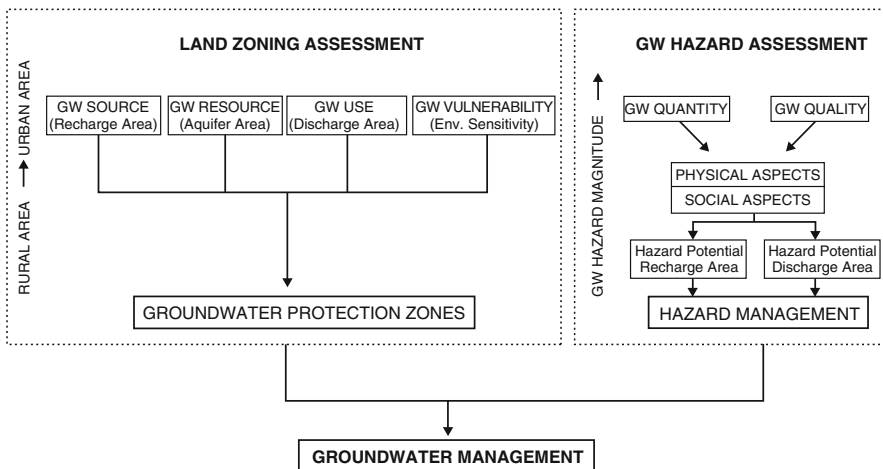 LAND ZONING ASSESSMENT
RURAL AREA → URBAN AREA
GW SOURCE
(Recharge Area)
GW RESOURCE
(Aquifer Area)
GW USE
(Discharge Area)
GW VULNERABILITY
(Env. Sensitivity)
GROUNDWATER PROTECTION ZONES
GW HAZARD ASSESSMENT
GW HAZARD MAGNITUDE →
GW QUANTITY
GW QUALITY
PHYSICAL ASPECTS
SOCIAL ASPECTS
Hazard Potential
Recharge Area
Hazard Potential
Discharge Area
HAZARD MANAGEMENT
GROUNDWATER MANAGEMENT